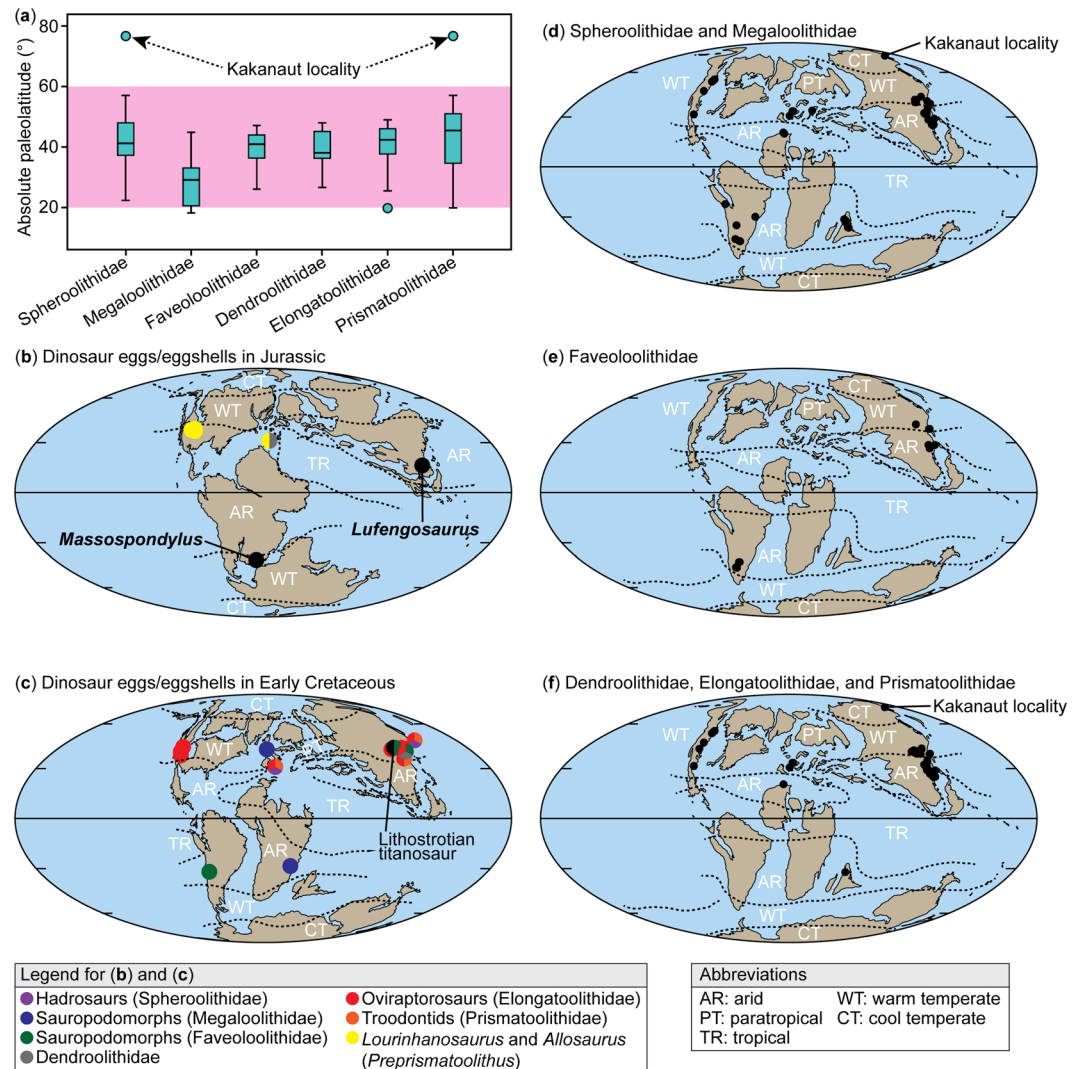 (a)
80
60
40
20
Absolute paleolatitude (°)
Kakanaut locality
Spheroolithidae
Megaloolithidae
Faveoloolithidae
Dendroolithidae
Elongatoolithidae
Prismatoolithidae
(b) Dinosaur eggs/eggshells in Jurassic
CT
WT
TR
AR
AR
Lufengosaurus
Massospondylus
WT
CT
(c) Dinosaur eggs/eggshells in Early Cretaceous
CT
WT
PT
AR
AR
TR
Lithostrotian
titanosaur
TR
AR
WT
CT
Legend for (b) and (c)
Hadrosaurs (Spheroolithidae)
Sauropodomorphs (Megaloolithidae)
Sauropodomorphs (Faveoloolithidae)
Dendroolithidae
Oviraptorosaurs (Elongatoolithidae)
Troodontids (Prismatoolithidae)
Lourinhanosaurus and Allosaurus
(Preprismatoolithus)
(d) Spheroolithidae and Megaloolithidae
Kakanaut locality
CT
WT
PT
WT
AR
AR
TR
AR
WT
CT
(e) Faveoloolithidae
CT
WT
PT
WT
AR
AR
TR
AR
WT
CT
(f) Dendroolithidae, Elongatoolithidae, and Prismatoolithidae
Kakanaut locality
CT
WT
PT
WT
AR
AR
TR
AR
WT
CT
Abbreviations
AR: arid
PT: paratropical
TR: tropical
WT: warm temperate
CT: cool temperate